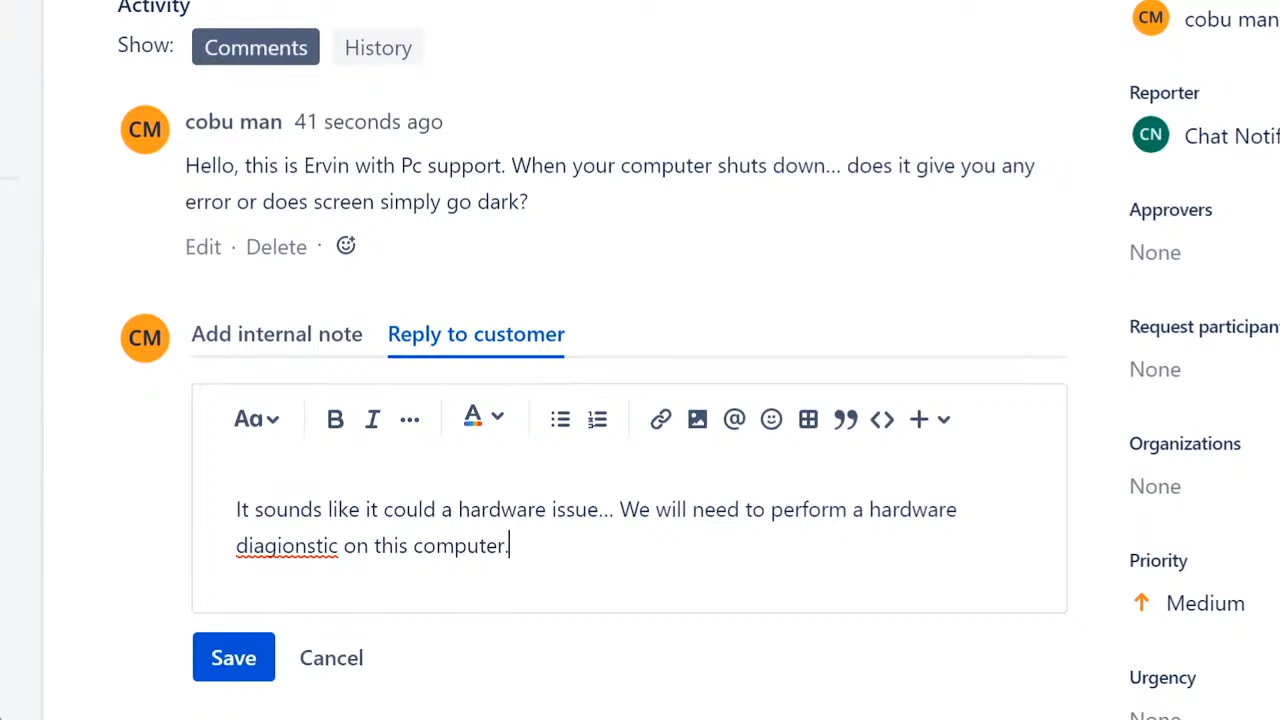 Activity
Show: Comments History
CM cobu man 41 seconds ago
Hello, this is Ervin with Pc support. When your computer shuts down... does it give you any
error or does screen simply go dark?
Edit · Delete ·
CM Add internal note Reply to customer
Aa B I ... A
It sounds like it could a hardware issue... We will need to perform a hardware
diagionstic on this computer.
Save Cancel
CM cobu man
Reporter
CN Chat Notif
Approvers
None
Request participan
None
Organizations
None
Priority
Medium
Urgency
None